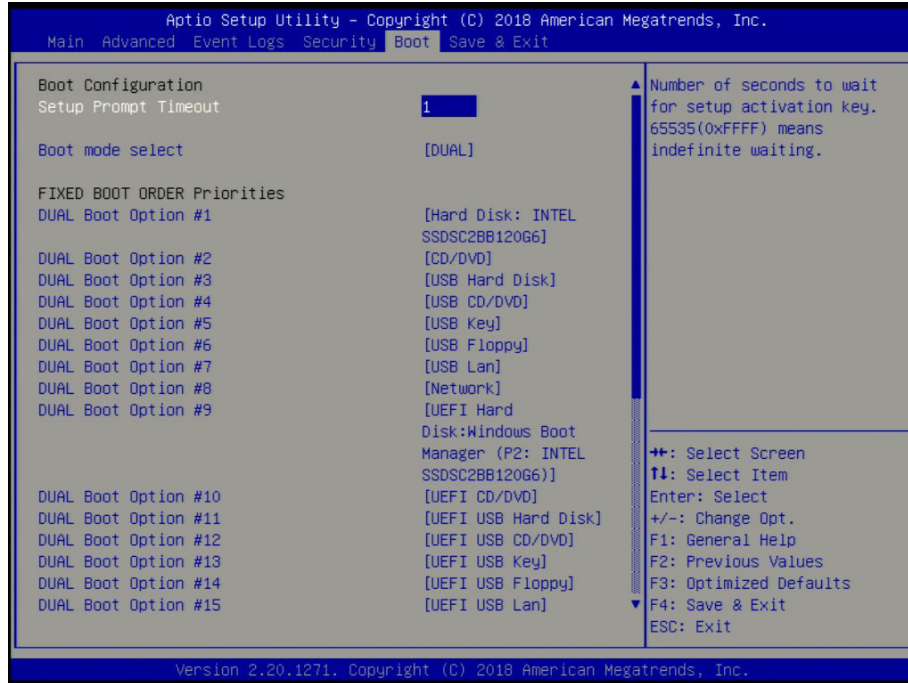 Aptio Setup Utility – Copyright (C) 2018 American Megatrends, Inc.
Main Advanced Event Logs Security Boot Save & Exit
Boot Configuration
Setup Prompt Timeout 1
Boot mode select [DUAL]
FIXED BOOT ORDER Priorities
DUAL Boot Option #1 [Hard Disk: INTEL
SSDSC2BB120G6]
DUAL Boot Option #2 [CD/DVD]
DUAL Boot Option #3 [USB Hard Disk]
DUAL Boot Option #4 [USB CD/DVD]
DUAL Boot Option #5 [USB Key]
DUAL Boot Option #6 [USB Floppy]
DUAL Boot Option #7 [USB Lan]
DUAL Boot Option #8 [Network]
DUAL Boot Option #9 [UEFI Hard
Disk:Windows Boot
Manager (P2: INTEL
SSDSC2BB120G6)]
DUAL Boot Option #10 [UEFI CD/DVD]
DUAL Boot Option #11 [UEFI USB Hard Disk]
DUAL Boot Option #12 [UEFI USB CD/DVD]
DUAL Boot Option #13 [UEFI USB Key]
DUAL Boot Option #14 [UEFI USB Floppy]
DUAL Boot Option #15 [UEFI USB Lan]
Number of seconds to wait
for setup activation key.
65535(0xFFFF) means
indefinite waiting.
→←: Select Screen
↑↓: Select Item
Enter: Select
+/-: Change Opt.
F1: General Help
F2: Previous Values
F3: Optimized Defaults
F4: Save & Exit
ESC: Exit
Version 2.20.1271. Copyright (C) 2018 American Megatrends, Inc.